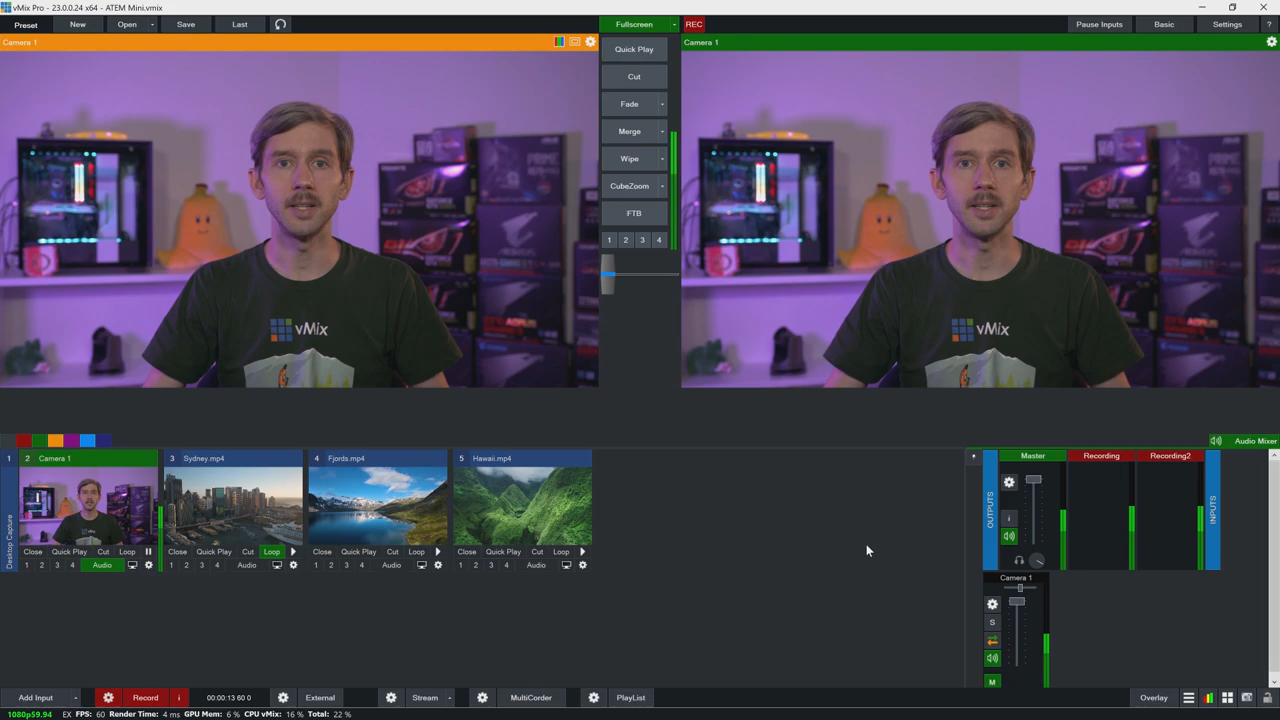 vMix Pro - 23.0.0.24 x64 - ATEM Mini.vmix
Preset New Open Save Last Fullscreen REC Pause Inputs Basic Settings ?
Camera 1
Camera 1
Quick Play
Cut
Fade
Merge
Wipe
CubeZoom
FTB
1 2 3 4
vMix
vMix
Audio Mixer
1 2 Camera 1 3 Sydney.mp4 4 Fjords.mp4 5 Hawaii.mp4
Master Recording Recording2
Desktop Capture
OUTPUTS
INPUTS
Close Quick Play Cut Loop
Close Quick Play Cut Loop
Close Quick Play Cut Loop
Close Quick Play Cut Loop
1 2 3 4 Audio
1 2 3 4 Audio
1 2 3 4 Audio
1 2 3 4 Audio
Camera 1
S
M
Add Input Record i 00:00:13 60 0 External Stream MultiCorder PlayList Overlay
1080p59.94 EX FPS: 60 Render Time: 4 ms GPU Mem: 6 % CPU vMix: 16 % Total: 22 %